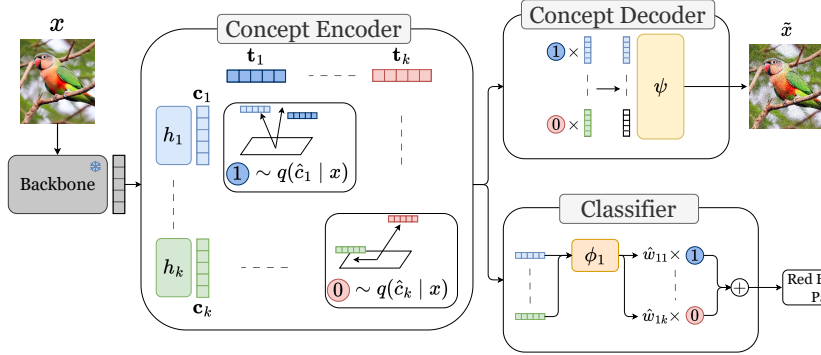 x
Backbone
Concept Encoder
t₁
tₖ
c₁
h₁
1 ∼ q(ĉ₁ | x)
hₖ
cₖ
0 ∼ q(ĉₖ | x)
Concept Decoder
1 ×
0 ×
ψ
x̃
Classifier
ϕ₁
ŵ₁₁× 1
ŵ₁ₖ× 0
+
Red